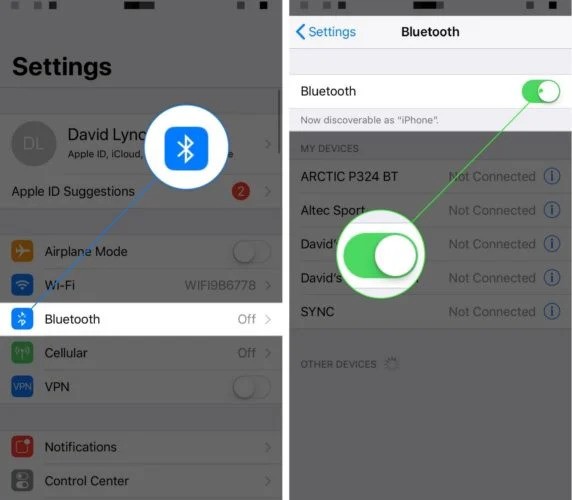 Settings
DL
David Lync
Apple ID, iCloud,
Apple ID Suggestions 2
Airplane Mode
Wi-Fi WIFI9B6778
Bluetooth Off
Cellular Off
VPN VPN
Notifications
Control Center
Settings Bluetooth
Bluetooth
Now discoverable as “iPhone”.
MY DEVICES
ARCTIC P324 BT Not Connected
Altec Sport Not Connected
David's Not Connected
David's Not Connected
SYNC Not Connected
OTHER DEVICES